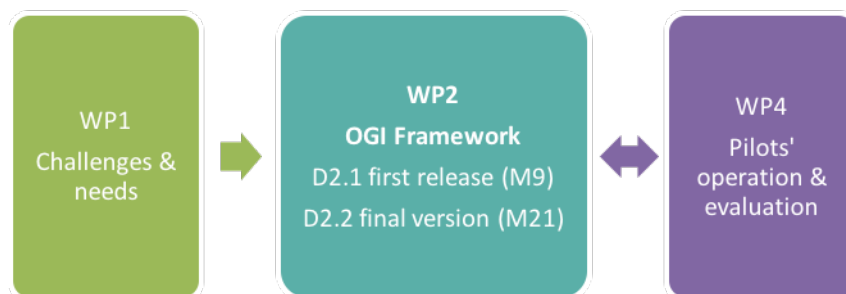 WP1
Challenges &
needs
WP2
OGI Framework
D2.1 first release (M9)
D2.2 final version (M21)
WP4
Pilots'
operation &
evaluation